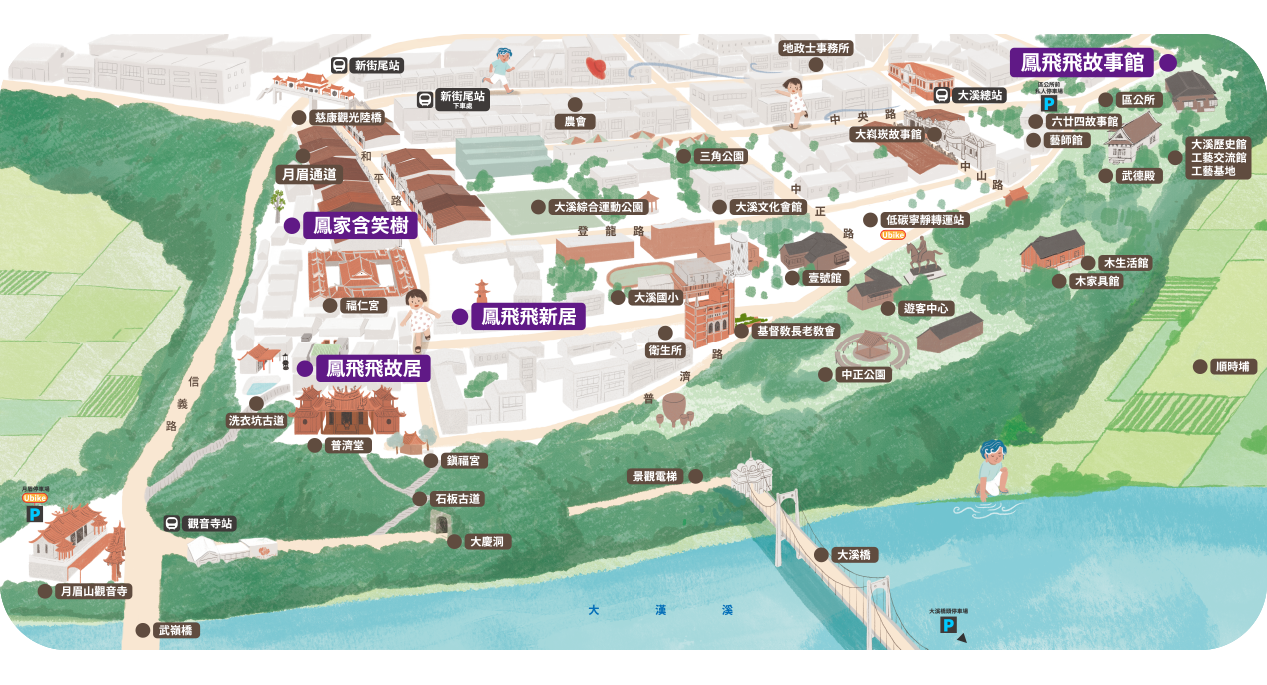 地政士事務所
新街尾站
鳳飛飛故事館
新街尾站
下車處
大溪總站
區公所前
P
區公所
慈康觀光陸橋
農會
中央路
六廿四故事館
大嵙崁故事館
藝師館
和平路
三角公園
大溪歷史館
工藝交流館
工藝基地
月眉通道
中山路
武德殿
鳳家含笑樹
大溪綜合運動公園
大溪文化會館
中正路
低碳寧靜轉運站
Ubike
登龍路
木生活館
壹號館
木家具館
福仁宮
大溪國小
遊客中心
鳳飛飛新居
基督教長老教會
衛生所
鳳飛飛故居
中正公園
順時埔
普濟路
信義路
洗衣坑古道
普濟堂
鎮福宮
景觀電梯
月眉停車場
Ubike
P
石板古道
觀音寺站
大慶洞
大溪橋
月眉山觀音寺
大漢溪
大溪橋頭停車場
P
武嶺橋